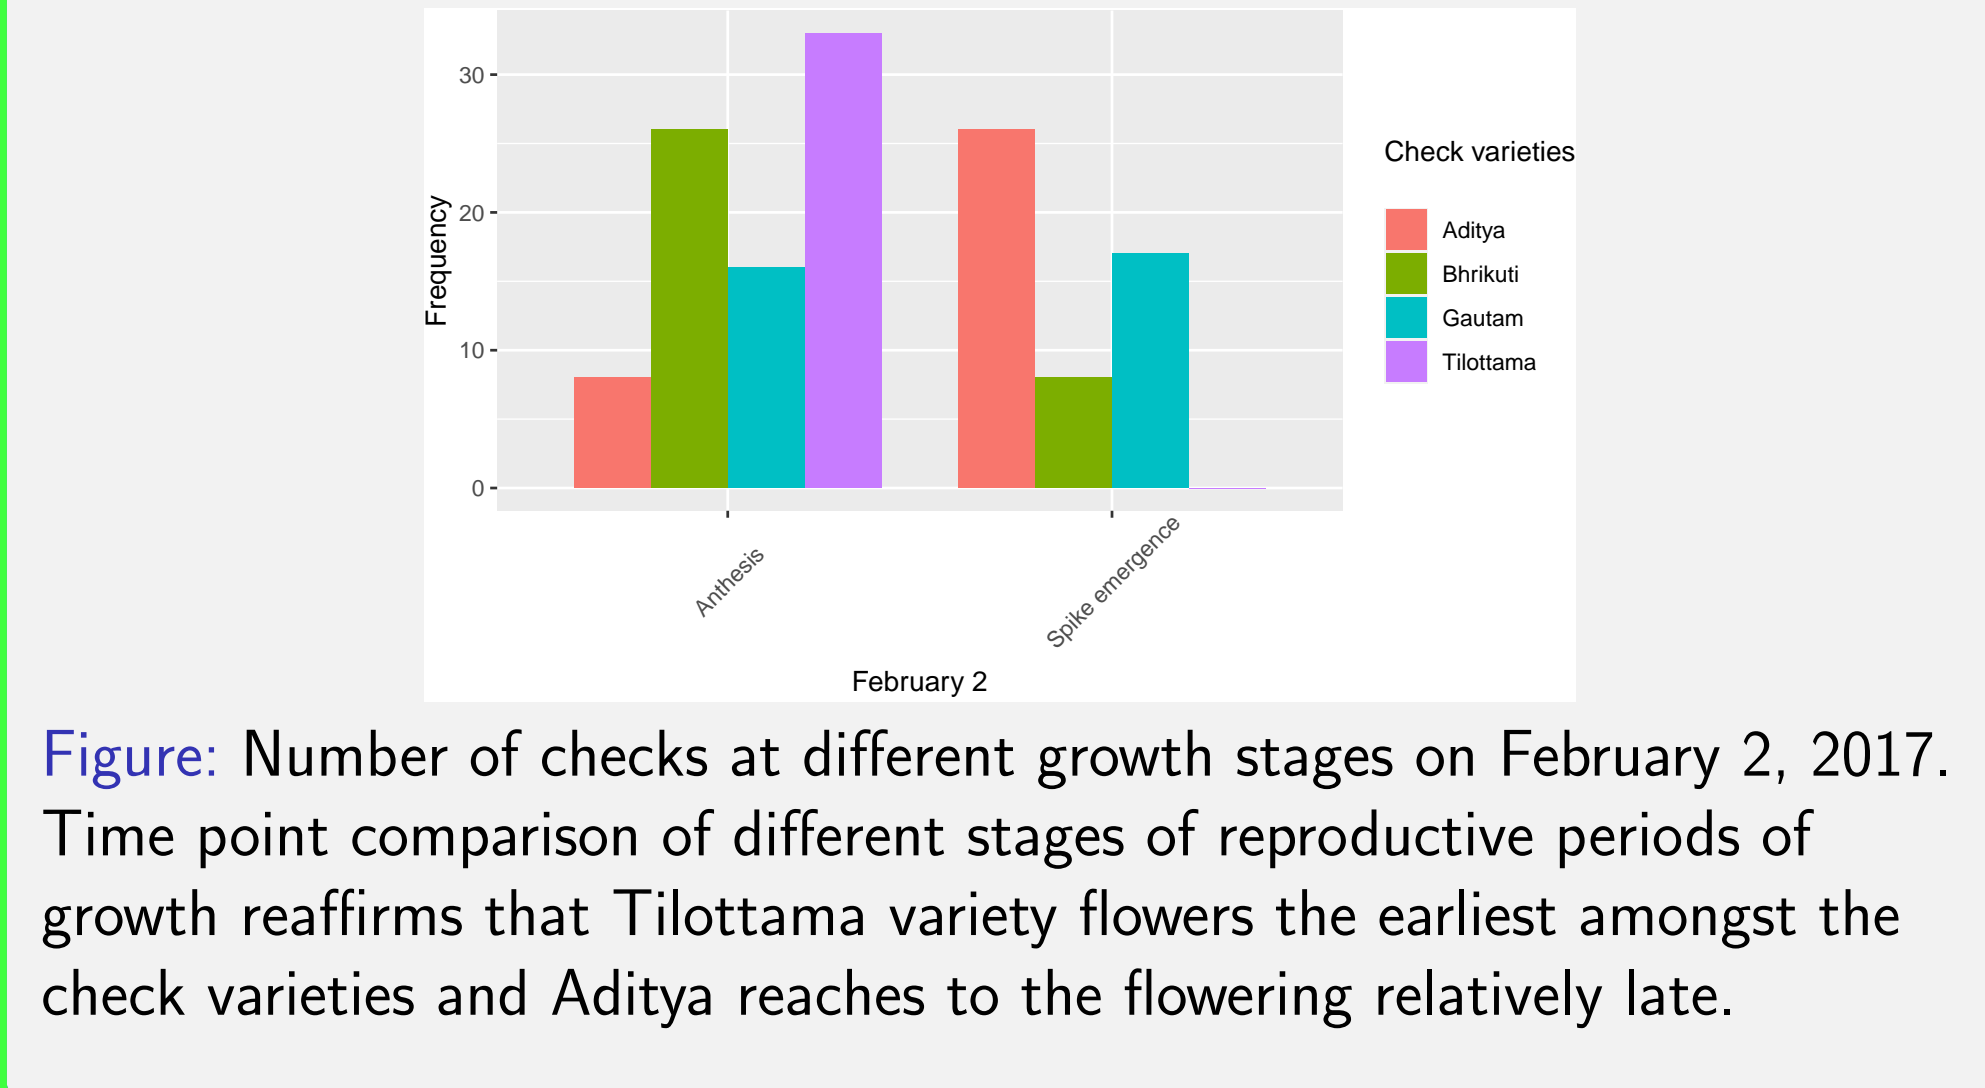 30
20
10
0
Frequency
Anthesis
Spike emergence
February 2
Check varieties
Aditya
Bhrikuti
Gautam
Tilottama
Figure: Number of checks at different growth stages on February 2, 2017.
Time point comparison of different stages of reproductive periods of
growth reaffirms that Tilottama variety flowers the earliest amongst the
check varieties and Aditya reaches to the flowering relatively late.